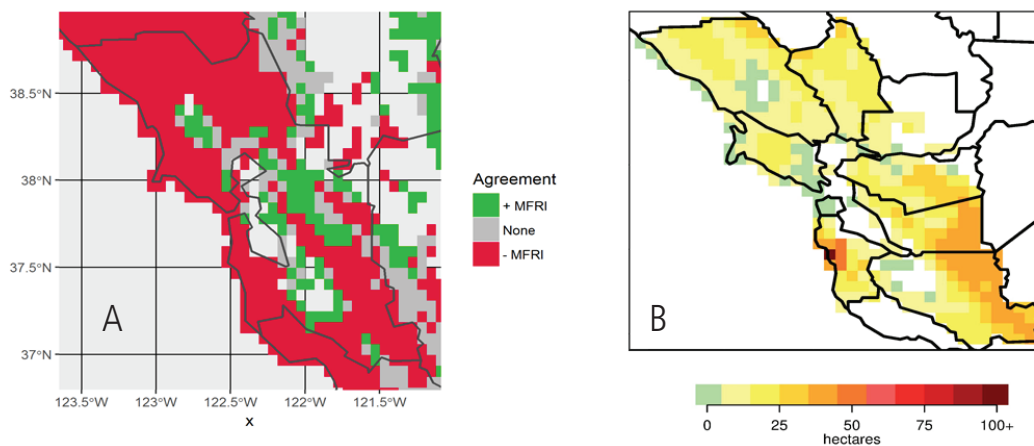 38.5°N
38°N
37.5°N
37°N
A
123.5°W 123°W 122.5°W 122°W 121.5°W
x
Agreement
+ MFRI
None
- MFRI
B
0 25 50 75 100+
hectares